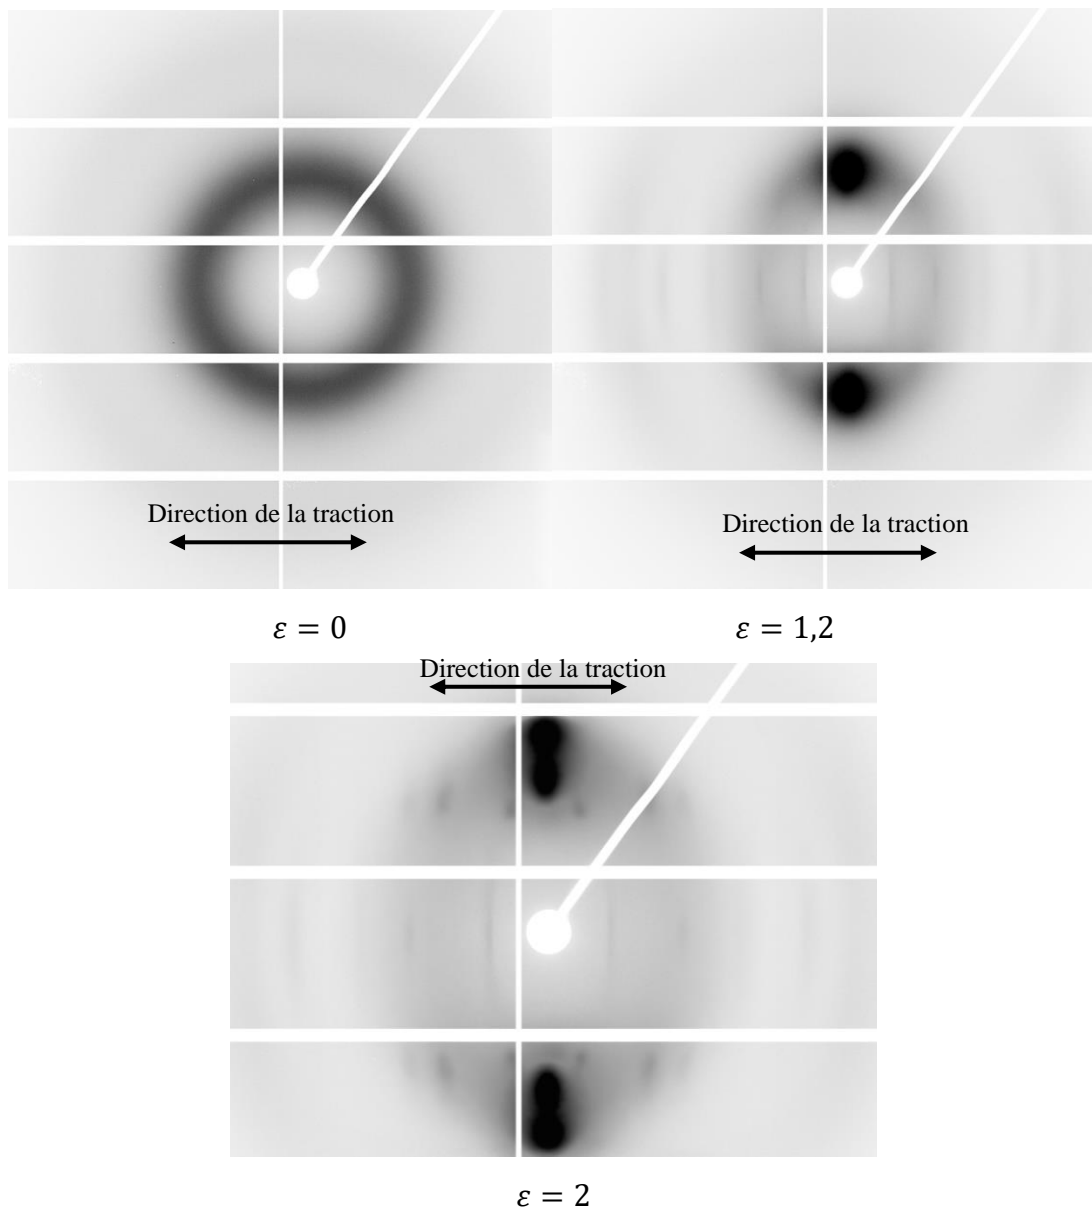 Direction de la traction
Direction de la traction
𝜀 = 0
𝜀 = 1,2
Direction de la traction
𝜀 = 2